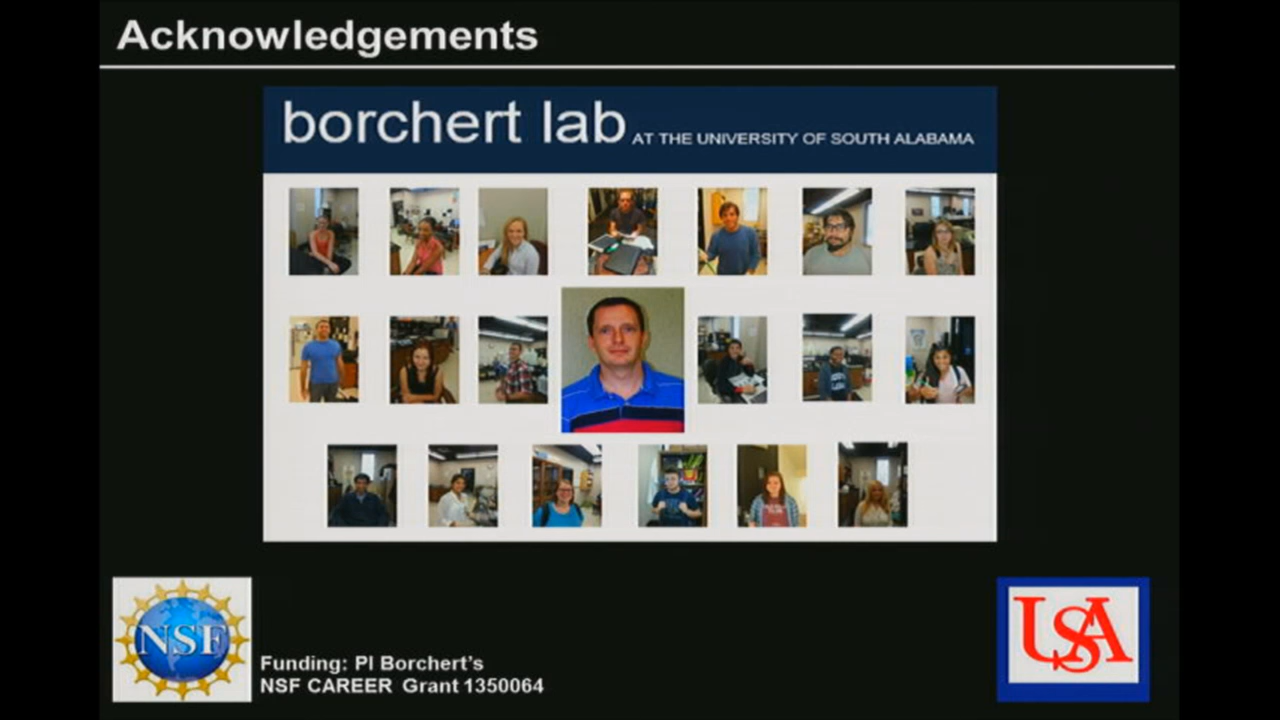 Acknowledgements
borchert lab AT THE UNIVERSITY OF SOUTH ALABAMA
NSF
Funding: PI Borchert's
NSF CAREER Grant 1350064
USA